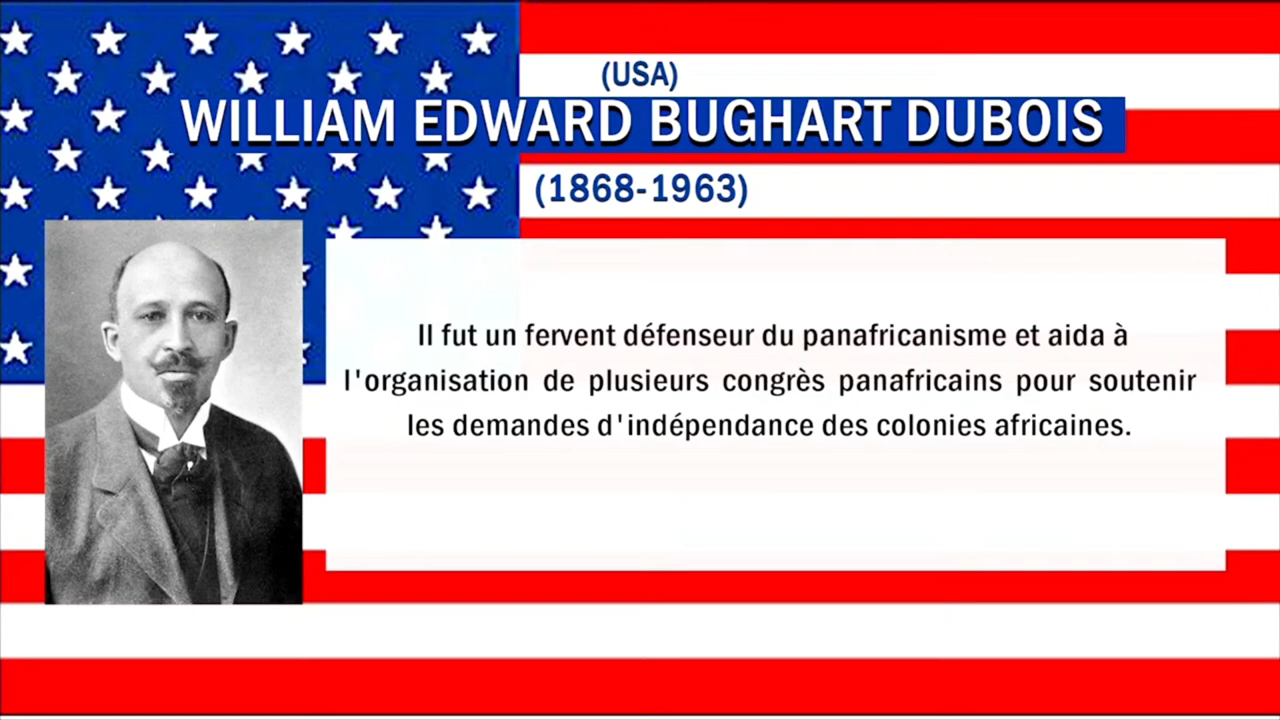 (USA)
WILLIAM EDWARD BUGHART DUBOIS
(1868-1963)
Il fut un fervent défenseur du panafricanisme et aida à
l'organisation de plusieurs congrès panafricains pour soutenir
les demandes d'indépendance des colonies africaines.